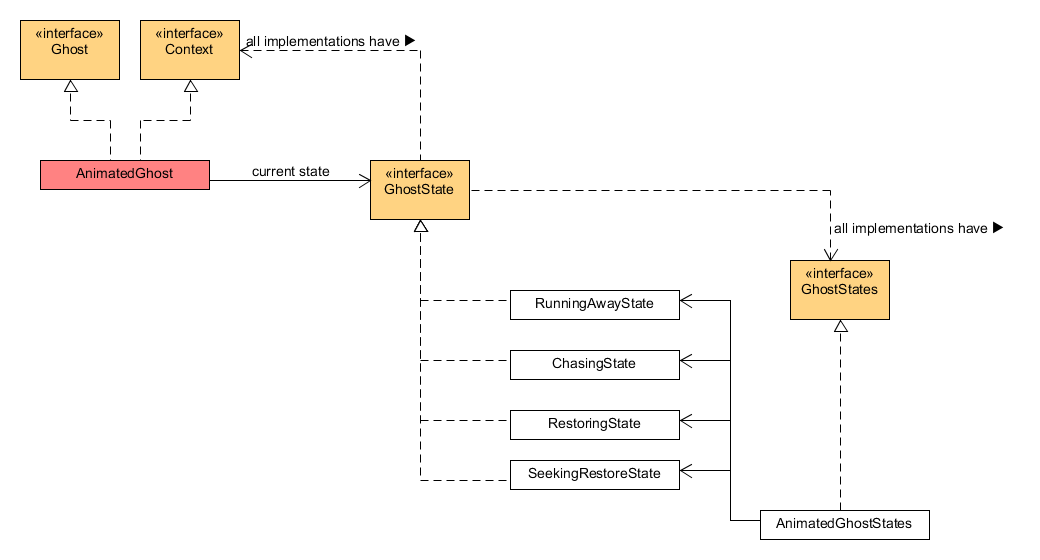 «interface»
Ghost
«interface»
Context
all implementations have ▶
AnimatedGhost
current state
«interface»
GhostState
all implementations have ▶
«interface»
GhostStates
RunningAwayState
ChasingState
RestoringState
SeekingRestoreState
AnimatedGhostStates